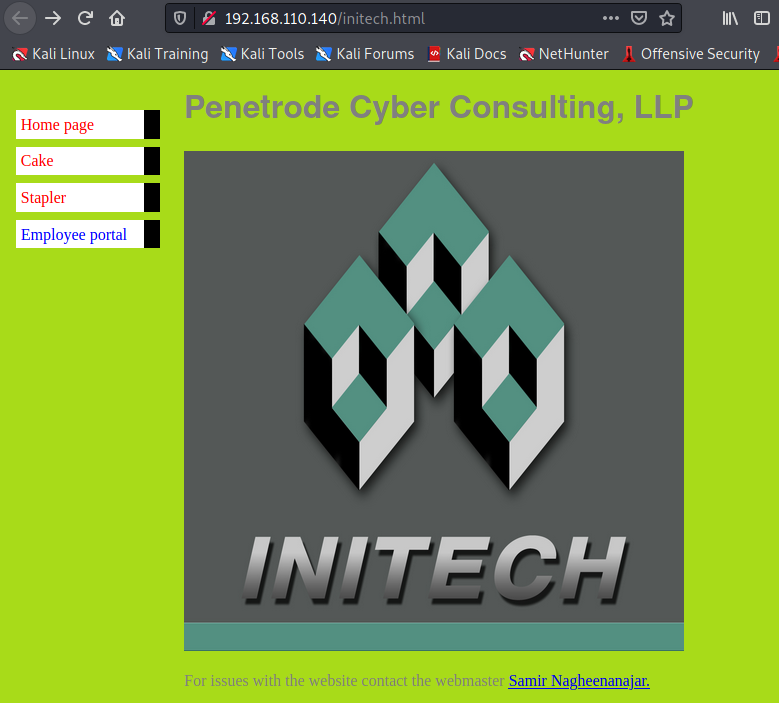 192.168.110.140/initech.html
Kali Linux Kali Training Kali Tools Kali Forums Kali Docs NetHunter Offensive Security
Penetrode Cyber Consulting, LLP
Home page
Cake
Stapler
Employee portal
INITECH
For issues with the website contact the webmaster Samir Nagheenanajar.